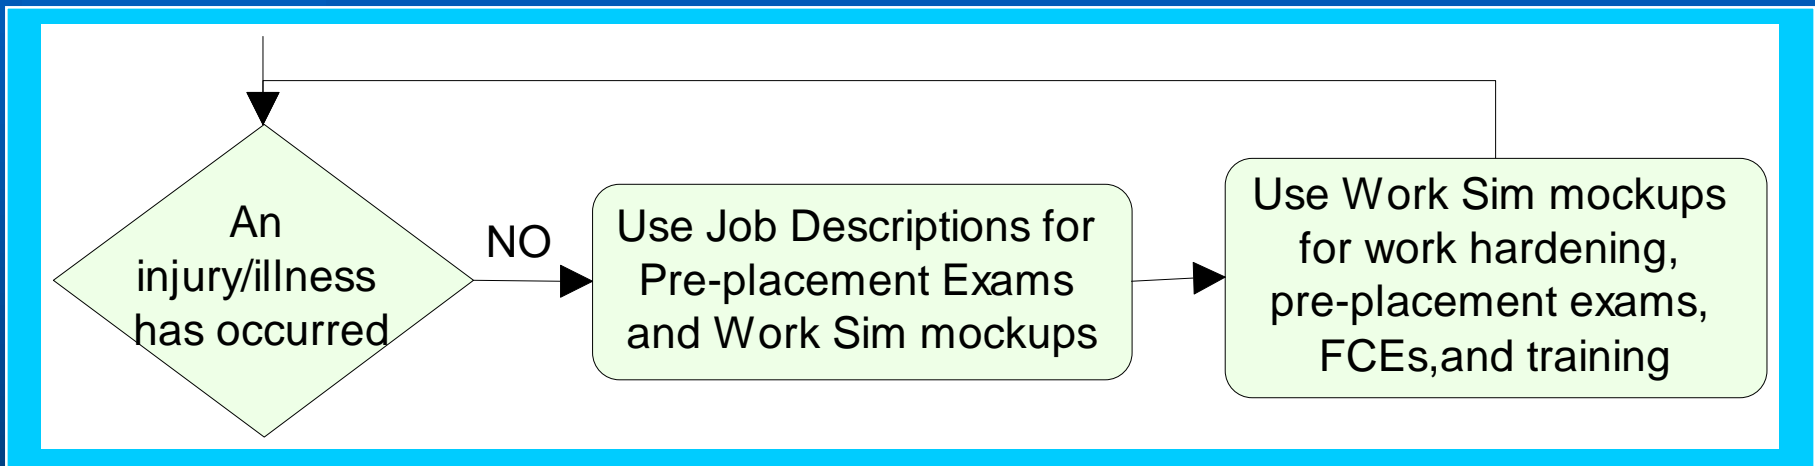 An
injury/illness
has occurred
NO
Use Job Descriptions for
Pre-placement Exams
and Work Sim mockups
Use Work Sim mockups
for work hardening,
pre-placement exams,
FCEs,and training